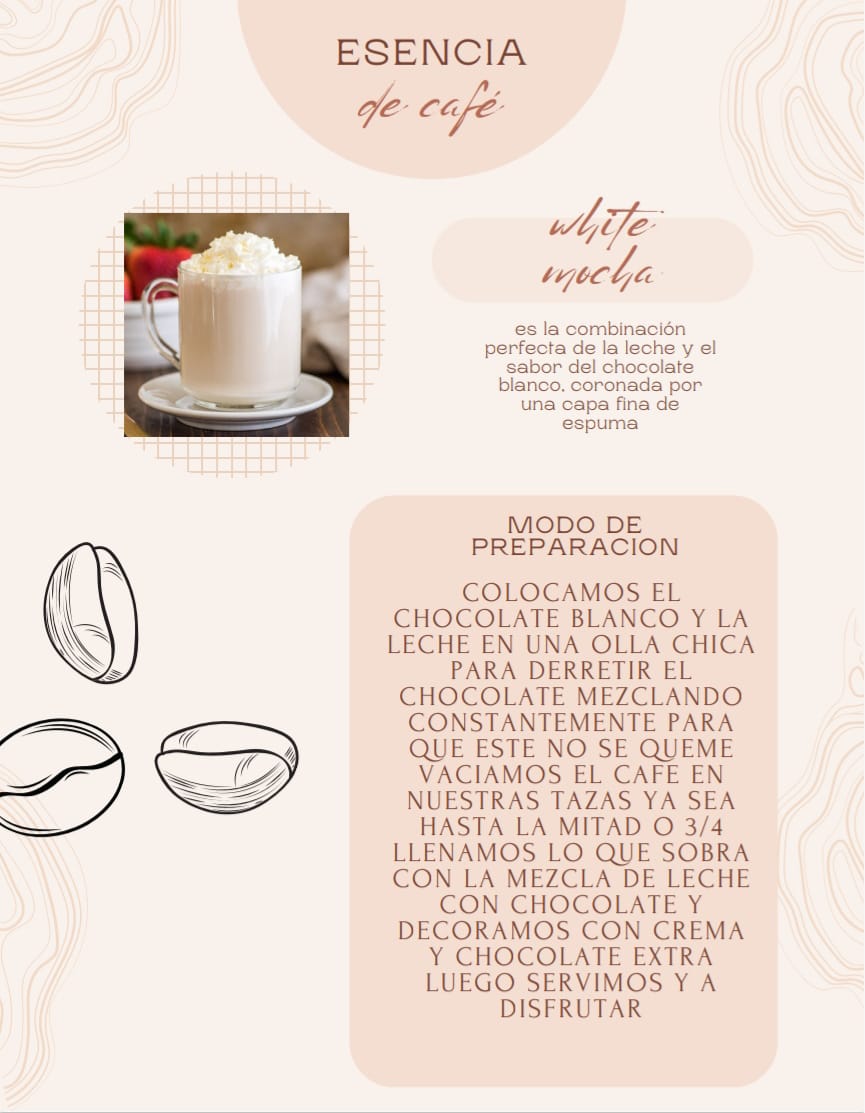 ESENCIA
de café
white
mocha
es la combinación
perfecta de la leche y el
sabor del chocolate
blanco, coronada por
una capa fina de
espuma
MODO DE
PREPARACION
COLOCAMOS EL
CHOCOLATE BLANCO Y LA
LECHE EN UNA OLLA CHICA
PARA DERRETIR EL
CHOCOLATE MEZCLANDO
CONSTANTEMENTE PARA
QUE ESTE NO SE QUEME
VACIAMOS EL CAFE EN
NUESTRAS TAZAS YA SEA
HASTA LA MITAD O 3/4
LLENAMOS LO QUE SOBRA
CON LA MEZCLA DE LECHE
CON CHOCOLATE Y
DECORAMOS CON CREMA
Y CHOCOLATE EXTRA
LUEGO SERVIMOS Y A
DISFRUTAR